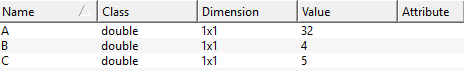 Name Class Dimension Value Attribute
A double 1x1 32
B double 1x1 4
C double 1x1 5